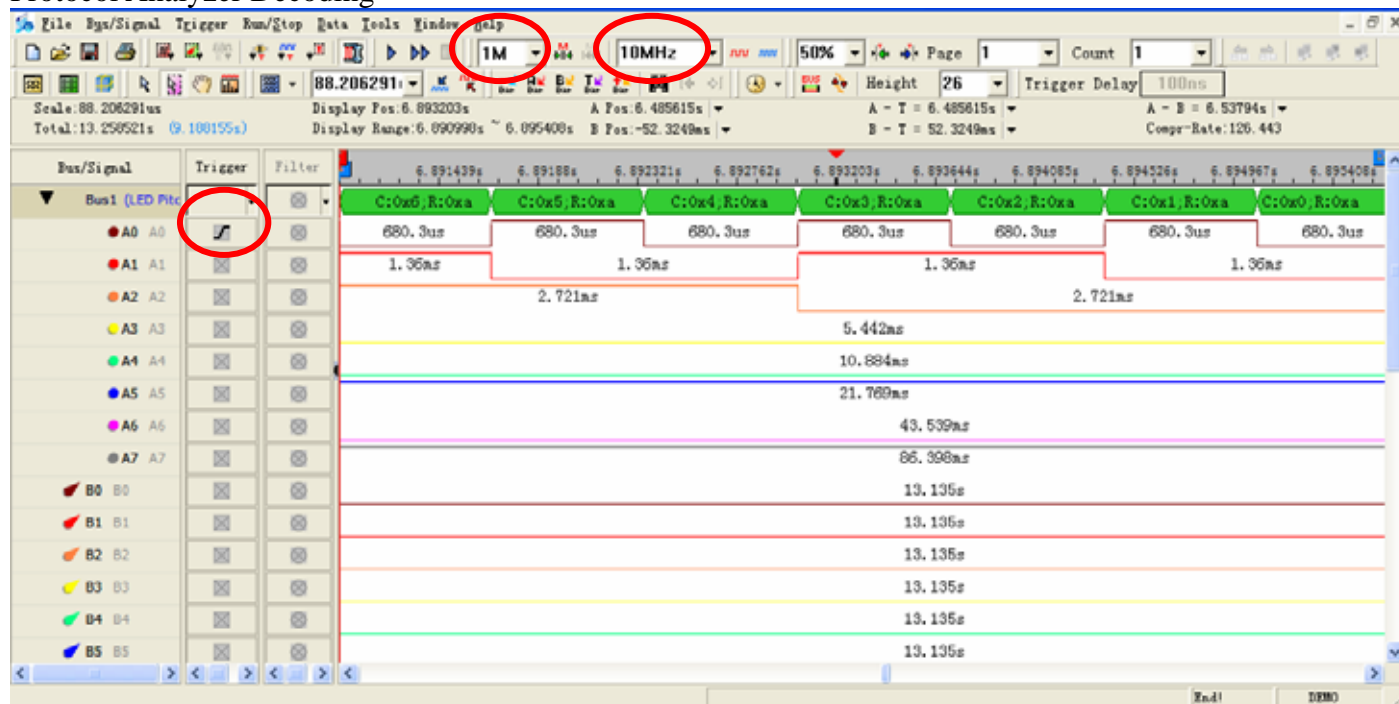 Protocol Analyzer Decoding
File Bus/Signal Trigger Run/Stop Data Tools Window Help
1M 10MHz 50% Page 1 Count 1
88.206291 Height 26 Trigger Delay 100ns
Scale:88.206291us Display Pos:6.893203s A Pos:6.485615s A - T = 6.485615s A - B = 6.53794s
Total:13.258521s (9.108155s) Display Range:6.890998s ~ 6.895408s B Pos:-52.3249ms B - T = 52.3249ms Compr-Rate:126.443
Bus/Signal Trigger Filter 6.891439s 6.89188s 6.892321s 6.892762s 6.893203s 6.893644s 6.894085s 6.894526s 6.894967s 6.895408s
Bus1 (LED Pitc C:0x6;R:0xa C:0x5;R:0xa C:0x4;R:0xa C:0x3;R:0xa C:0x2;R:0xa C:0x1;R:0xa C:0x0;R:0xa
A0 A0 680.3us 680.3us 680.3us 680.3us 680.3us 680.3us 680.3us
A1 A1 1.36ms 1.36ms 1.36ms 1.36ms
A2 A2 2.721ms 2.721ms
A3 A3 5.442ms
A4 A4 10.884ms
A5 A5 21.769ms
A6 A6 43.539ms
A7 A7 86.398ms
B0 B0 13.135s
B1 B1 13.135s
B2 B2 13.135s
B3 B3 13.135s
B4 B4 13.135s
B5 B5 13.135s
End! DEMO